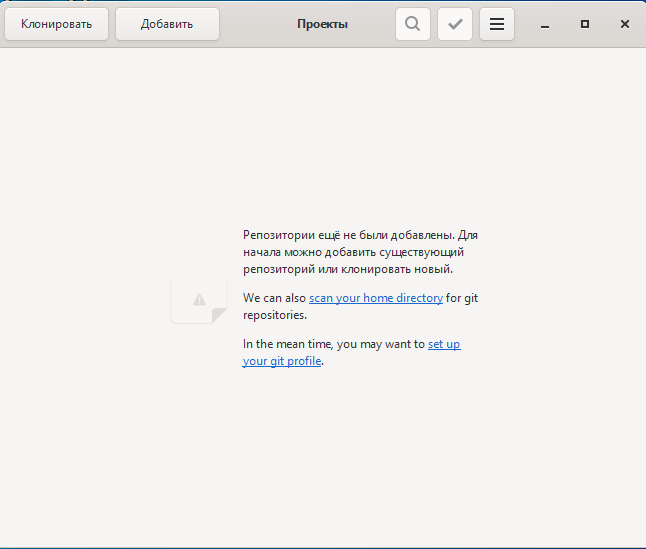 Клонировать Добавить Проекты
Репозитории ещё не были добавлены. Для
начала можно добавить существующий
репозиторий или клонировать новый.
We can also scan your home directory for git
repositories.
In the mean time, you may want to set up
your git profile.